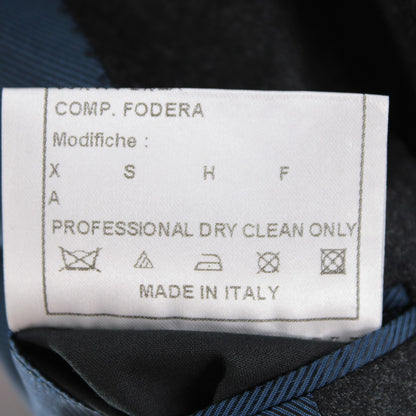 COMP. FODERA
Modifiche :
X S H F
A
PROFESSIONAL DRY CLEAN ONLY
MADE IN ITALY